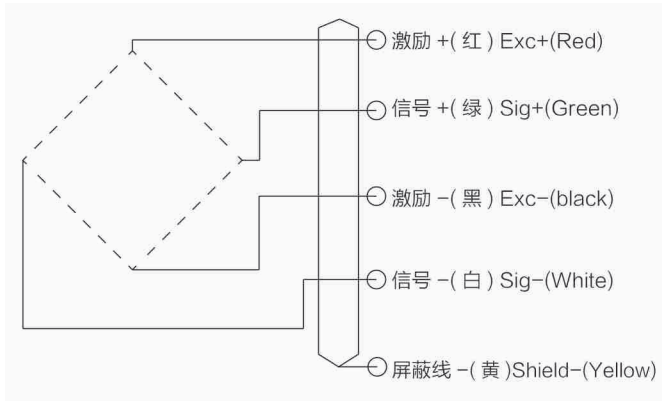 激励 +( 红 ) Exc+(Red)
信号 +( 绿 ) Sig+(Green)
激励 -( 黑 ) Exc-(black)
信号 -( 白 ) Sig-(White)
屏蔽线 -( 黄 )Shield-(Yellow)